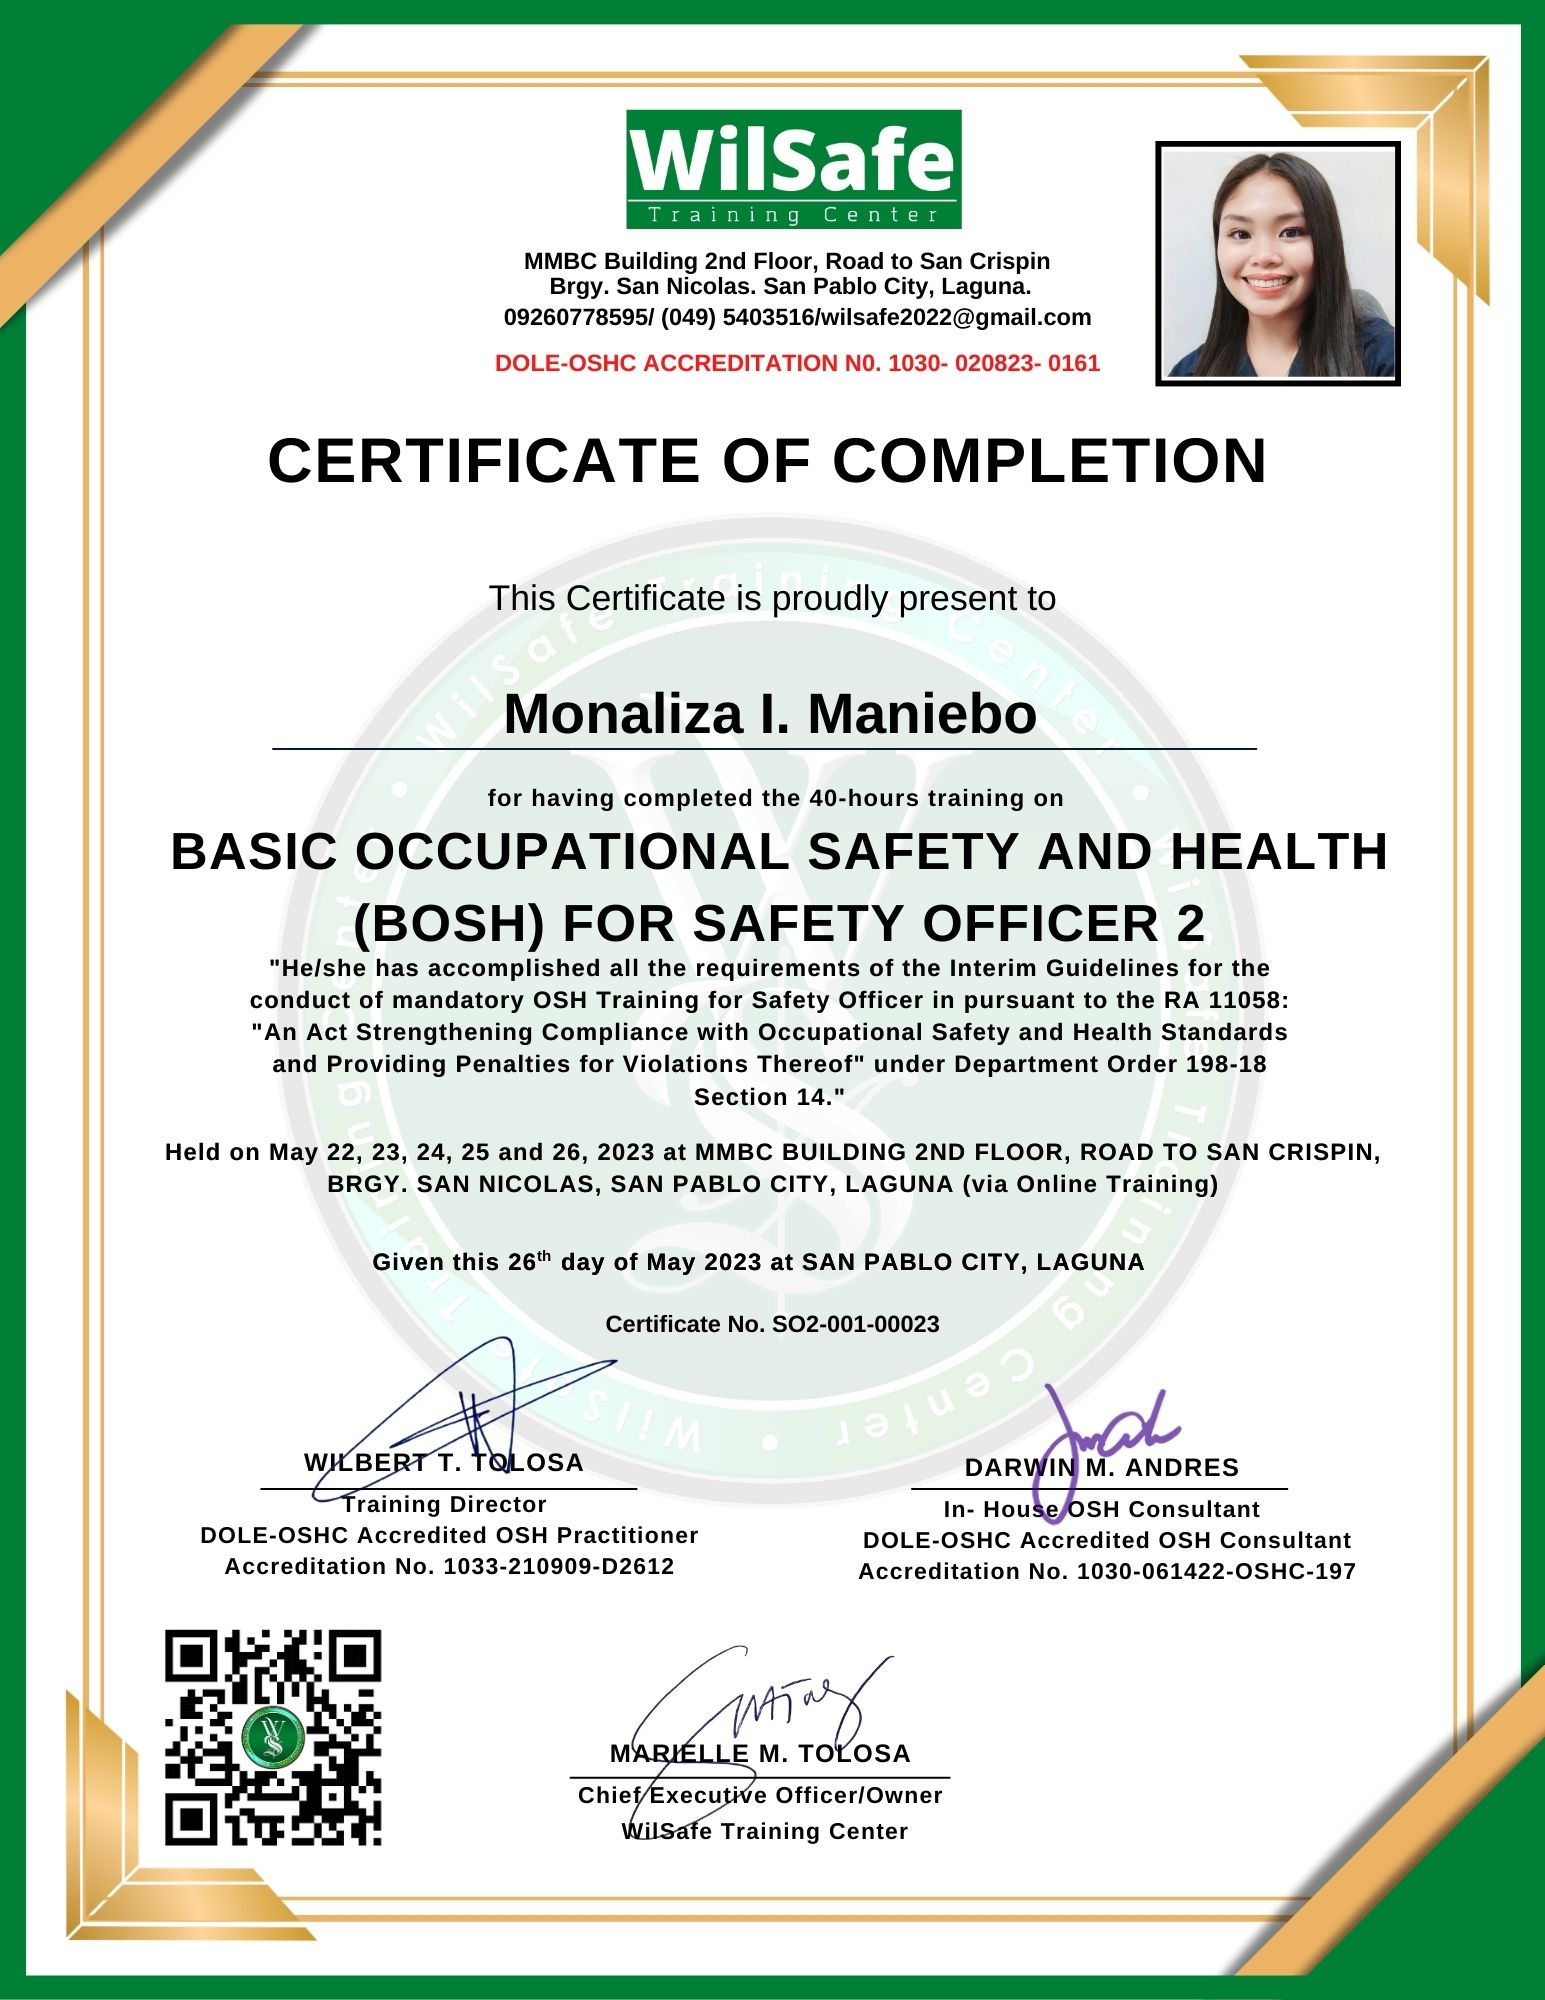 WilSafe
Training Center
MMBC Building 2nd Floor, Road to San Crispin
Brgy. San Nicolas. San Pablo City, Laguna.
09260778595/ (049) 5403516/wilsafe2022@gmail.com
DOLE-OSHC ACCREDITATION N0. 1030- 020823- 0161
CERTIFICATE OF COMPLETION
This Certificate is proudly present to
Monaliza I. Maniebo
for having completed the 40-hours training on
BASIC OCCUPATIONAL SAFETY AND HEALTH
(BOSH) FOR SAFETY OFFICER 2
"He/she has accomplished all the requirements of the Interim Guidelines for the
conduct of mandatory OSH Training for Safety Officer in pursuant to the RA 11058:
"An Act Strengthening Compliance with Occupational Safety and Health Standards
and Providing Penalties for Violations Thereof" under Department Order 198-18
Section 14."
Held on May 22, 23, 24, 25 and 26, 2023 at MMBC BUILDING 2ND FLOOR, ROAD TO SAN CRISPIN,
BRGY. SAN NICOLAS, SAN PABLO CITY, LAGUNA (via Online Training)
Given this 26th day of May 2023 at SAN PABLO CITY, LAGUNA
Certificate No. SO2-001-00023
WILBERT T. TOLOSA
Training Director
DOLE-OSHC Accredited OSH Practitioner
Accreditation No. 1033-210909-D2612
DARWIN M. ANDRES
In- House OSH Consultant
DOLE-OSHC Accredited OSH Consultant
Accreditation No. 1030-061422-OSHC-197
MARIELLE M. TOLOSA
Chief Executive Officer/Owner
WilSafe Training Center
WilSafe Training Center • WilSafe Training Center • WilSafe Training Center •